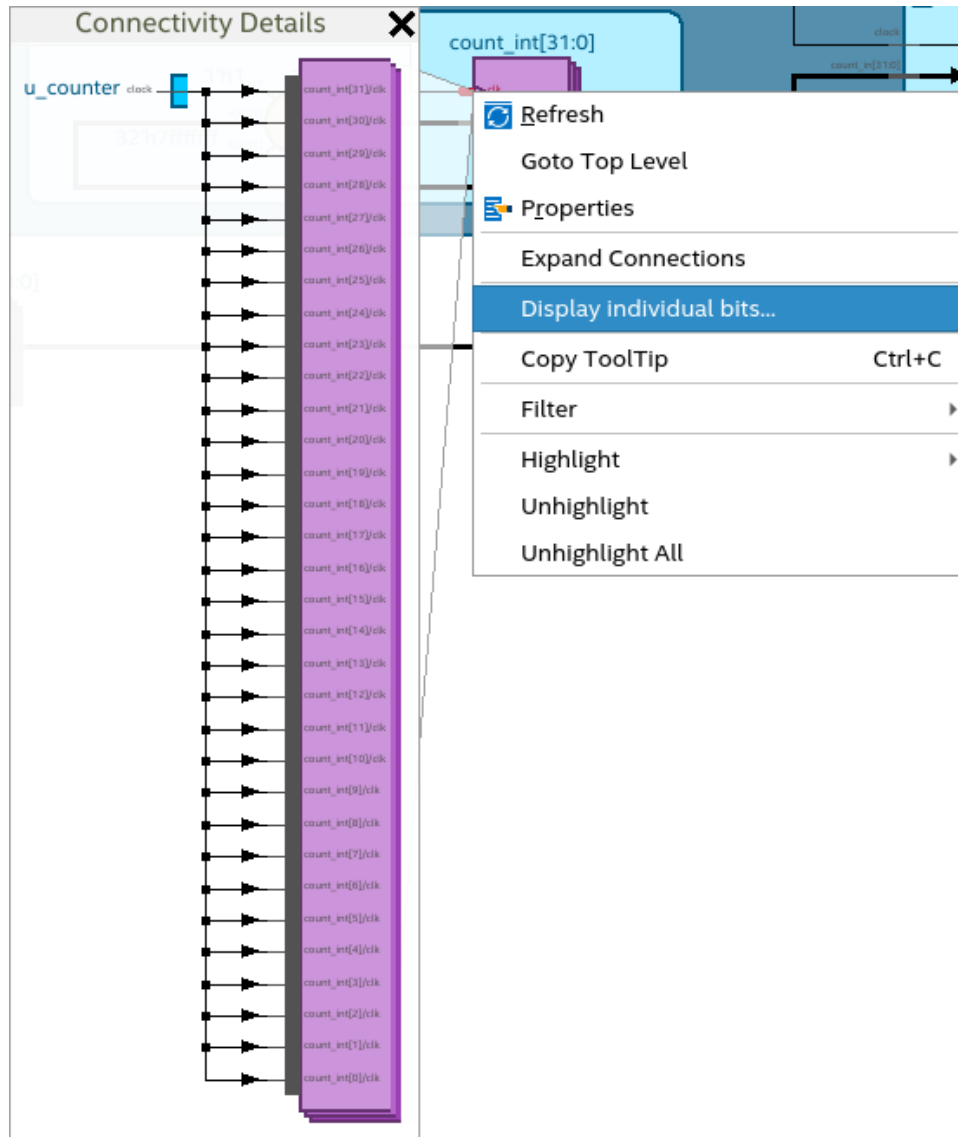 Connectivity Details
u_counter clock
count_int[31]/clk
count_int[30]/clk
count_int[29]/clk
count_int[28]/clk
count_int[27]/clk
count_int[26]/clk
count_int[25]/clk
count_int[24]/clk
count_int[23]/clk
count_int[22]/clk
count_int[21]/clk
count_int[20]/clk
count_int[19]/clk
count_int[18]/clk
count_int[17]/clk
count_int[16]/clk
count_int[15]/clk
count_int[14]/clk
count_int[13]/clk
count_int[12]/clk
count_int[11]/clk
count_int[10]/clk
count_int[9]/clk
count_int[8]/clk
count_int[7]/clk
count_int[6]/clk
count_int[5]/clk
count_int[4]/clk
count_int[3]/clk
count_int[2]/clk
count_int[1]/clk
count_int[0]/clk
count_int[31:0]
clk
clock
count_in[31:0]
Refresh
Goto Top Level
Properties
Expand Connections
Display individual bits...
Copy ToolTip Ctrl+C
Filter
Highlight
Unhighlight
Unhighlight All